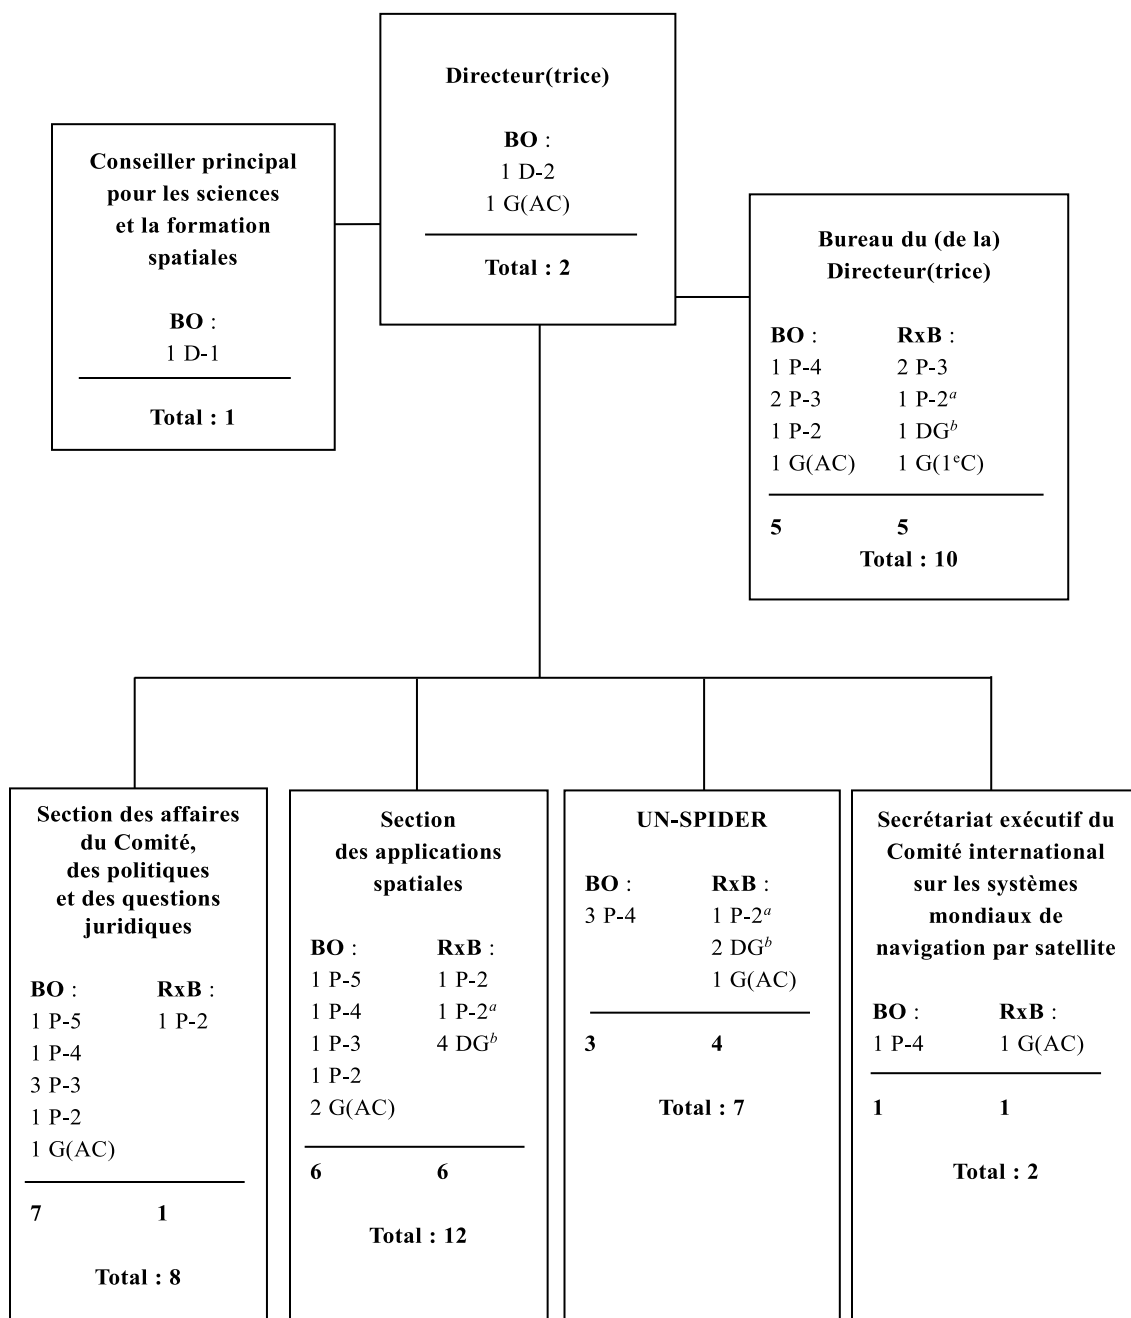 Directeur(trice)
BO :
1 D-2
1 G(AC)
Total : 2
Conseiller principal
pour les sciences
et la formation
spatiales
BO :
1 D-1
Total : 1
Bureau du (de la)
Directeur(trice)
BO : RxB :
1 P-4 2 P-3
2 P-3 1 P-2ᵃ
1 P-2 1 DGᵇ
1 G(AC) 1 G(1ᵉC)
5 5
Total : 10
Section des affaires
du Comité,
des politiques
et des questions
juridiques
BO : RxB :
1 P-5 1 P-2
1 P-4
3 P-3
1 P-2
1 G(AC)
7 1
Total : 8
Section
des applications
spatiales
BO : RxB :
1 P-5 1 P-2
1 P-4 1 P-2ᵃ
1 P-3 4 DGᵇ
1 P-2
2 G(AC)
6 6
Total : 12
UN-SPIDER
BO : RxB :
3 P-4 1 P-2ᵃ
2 DGᵇ
1 G(AC)
3 4
Total : 7
Secrétariat exécutif du
Comité international
sur les systèmes
mondiaux de
navigation par satellite
BO : RxB :
1 P-4 1 G(AC)
1 1
Total : 2